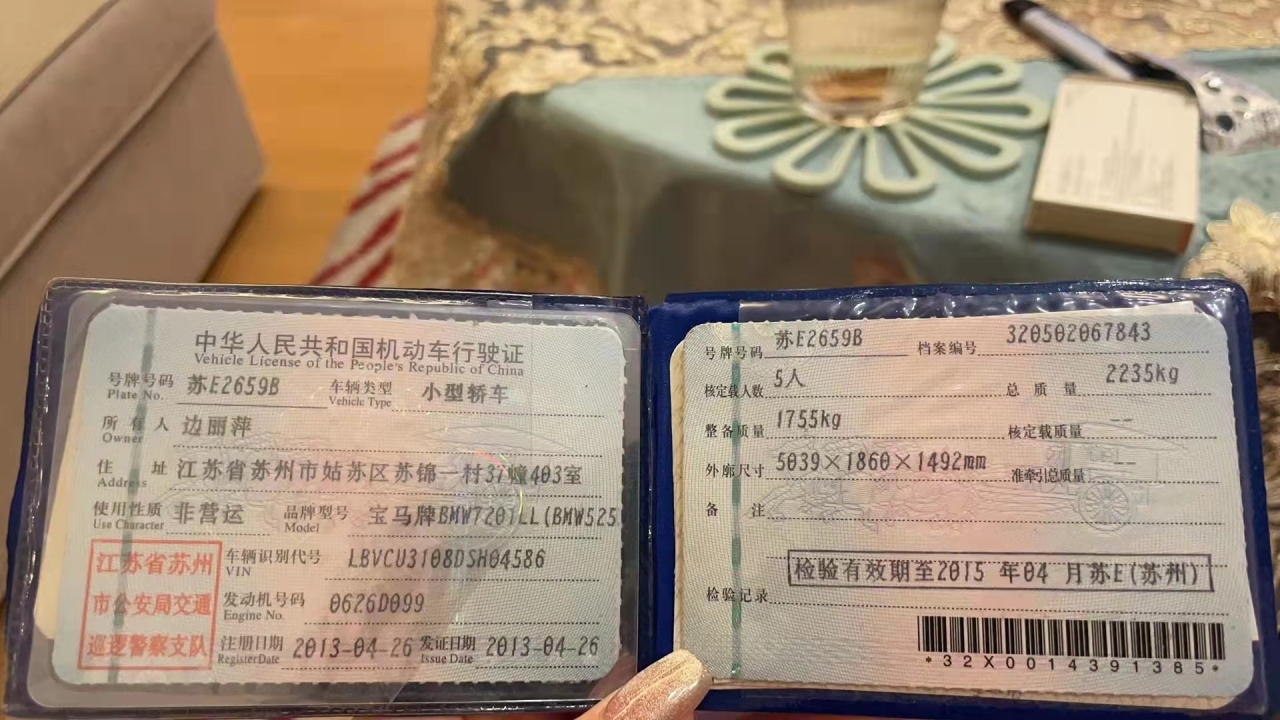 中华人民共和国机动车行驶证
Vehicle License of the People's Republic of China
号牌号码 苏E2659B 车辆类型 小型轿车
Plate No. Vehicle Type
所有人 边丽萍
Owner
住址 江苏省苏州市姑苏区苏锦一村37幢403室
Address
使用性质 非营运 品牌型号 宝马牌BMW7201LL(BMW525
Use Character Model
江苏省苏州
市公安局交通
巡逻警察支队
车辆识别代号 LBVCU3108DSH04586
VIN
发动机号码 0626D099
Engine No.
注册日期 2013-04-26 发证日期 2013-04-26
Register Date Issue Date
号牌号码 苏E2659B 档案编号 320502067843
核定载人数 5人 总质量 2235kg
整备质量 1755kg 核定载质量 --
外廓尺寸 5039×1860×1492mm 准牵引总质量 --
备注
检验有效期至2015 年04 月苏E(苏州)
检验记录
*32X0014391385*